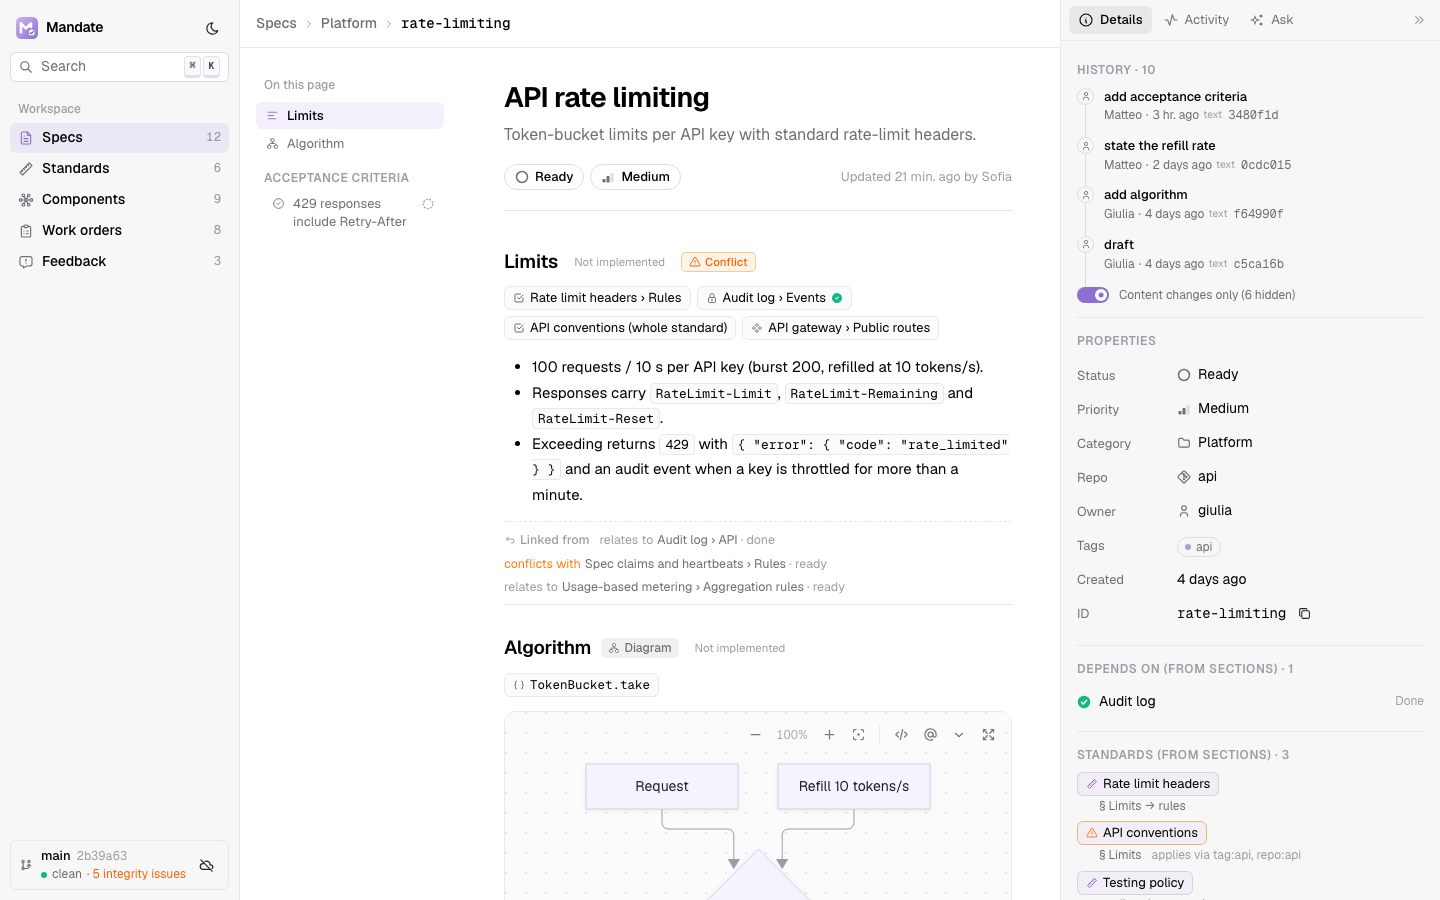 Mandate
Search
⌘ K
Workspace
Specs 12
Standards 6
Components 9
Work orders 8
Feedback 3
main 2b39a63
clean · 5 integrity issues
Specs › Platform › rate-limiting
On this page
Limits
Algorithm
ACCEPTANCE CRITERIA
429 responses
include Retry-After
API rate limiting
Token-bucket limits per API key with standard rate-limit headers.
Ready Medium Updated 21 min. ago by Sofia
Limits Not implemented Conflict
Rate limit headers › Rules Audit log › Events
API conventions (whole standard) API gateway › Public routes
• 100 requests / 10 s per API key (burst 200, refilled at 10 tokens/s).
• Responses carry RateLimit-Limit, RateLimit-Remaining and
RateLimit-Reset.
• Exceeding returns 429 with { "error": { "code": "rate_limited"
} } and an audit event when a key is throttled for more than a
minute.
Linked from relates to Audit log › API · done
conflicts with Spec claims and heartbeats › Rules · ready
relates to Usage-based metering › Aggregation rules · ready
Algorithm Diagram Not implemented
TokenBucket.take
100%
Request Refill 10 tokens/s
Details Activity Ask
HISTORY · 10
add acceptance criteria
Matteo · 3 hr. ago text 3480f1d
state the refill rate
Matteo · 2 days ago text 0cdc015
add algorithm
Giulia · 4 days ago text f64990f
draft
Giulia · 4 days ago text c5ca16b
Content changes only (6 hidden)
PROPERTIES
Status Ready
Priority Medium
Category Platform
Repo api
Owner giulia
Tags api
Created 4 days ago
ID rate-limiting
DEPENDS ON (FROM SECTIONS) · 1
Audit log Done
STANDARDS (FROM SECTIONS) · 3
Rate limit headers
§ Limits → rules
API conventions
§ Limits applies via tag:api, repo:api
Testing policy